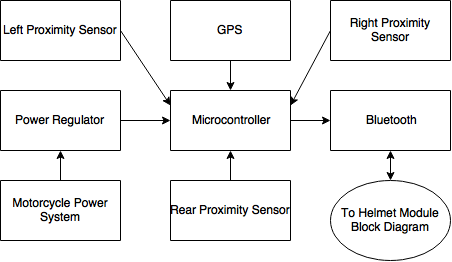 Left Proximity Sensor
GPS
Right Proximity
Sensor
Power Regulator
Microcontroller
Bluetooth
Motorcycle Power
System
Rear Proximity Sensor
To Helmet Module
Block Diagram